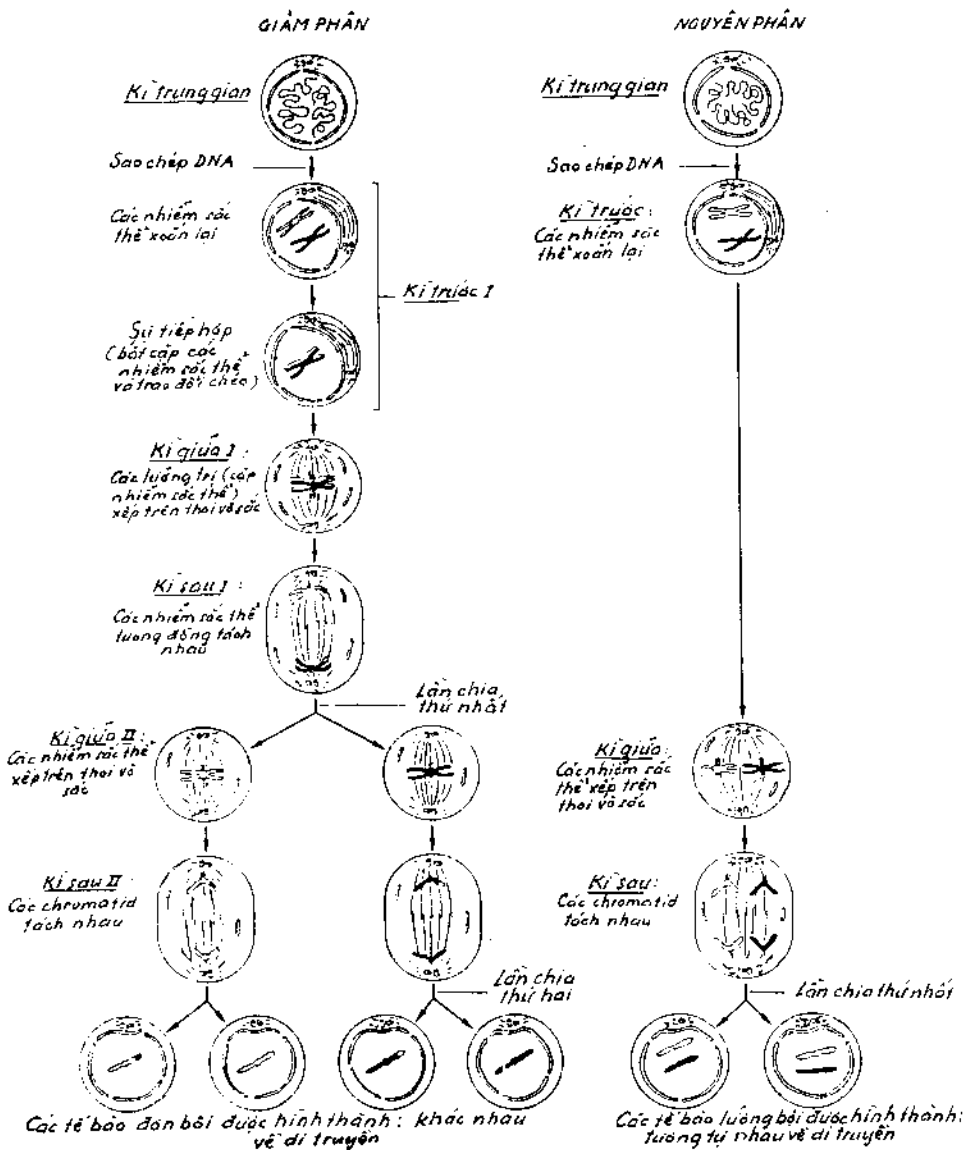 GIẢM PHÂN
Kì trung gian
Sao chép DNA
Các nhiễm sắc
thể xoắn lại
Kì trước I
Sự tiếp hợp
(bắt cặp các
nhiễm sắc thể
và trao đổi chéo)
Kì giữa I:
Các lưỡng trị (cặp
nhiễm sắc thể)
xếp trên thoi vô sắc
Kì sau I:
Các nhiễm sắc thể
tương đồng tách
nhau
Lần chia
thứ nhất
Kì giữa II:
Các nhiễm sắc thể
xếp trên thoi vô
sắc
Kì sau II:
Các chromatid
tách nhau
Lần chia
thứ hai
Các tế bào đơn bội được hình thành: khác nhau
về di truyền
NGUYÊN PHÂN
Kì trung gian
Sao chép DNA
Kì trước:
Các nhiễm sắc
thể xoắn lại
Kì giữa:
Các nhiễm sắc
thể xếp trên
thoi vô sắc
Kì sau:
Các chromatid
tách nhau
Lần chia thứ nhất
Các tế bào lưỡng bội được hình thành:
tương tự nhau về di truyền